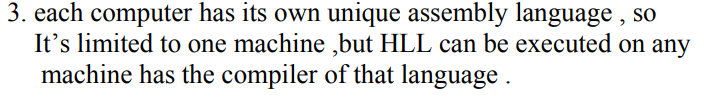 3. each computer has its own unique assembly language , so
It’s limited to one machine ,but HLL can be executed on any
machine has the compiler of that language .